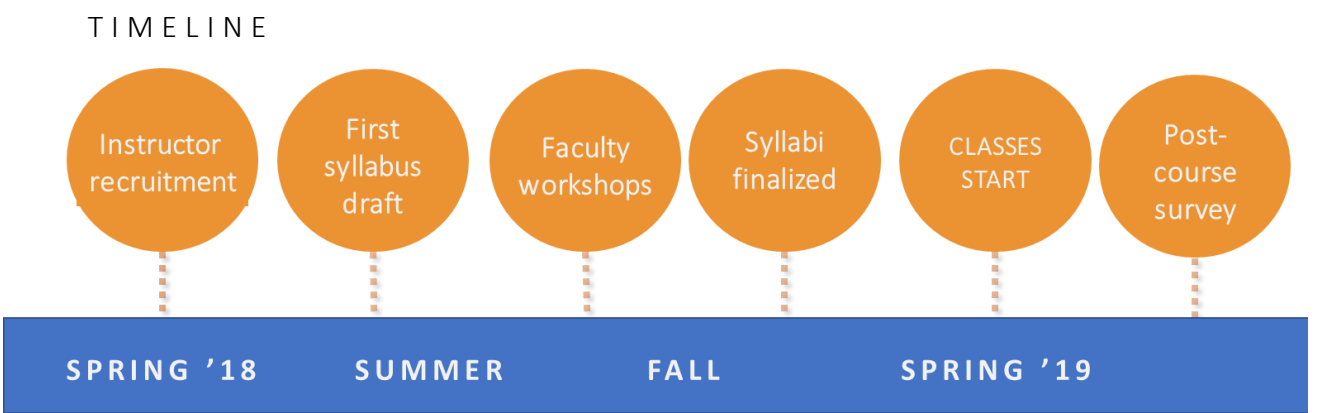 TIMELINE
Instructor
recruitment
First
syllabus
draft
Faculty
workshops
Syllabi
finalized
CLASSES
START
Post-
course
survey
SPRING ’18
SUMMER
FALL
SPRING ’19